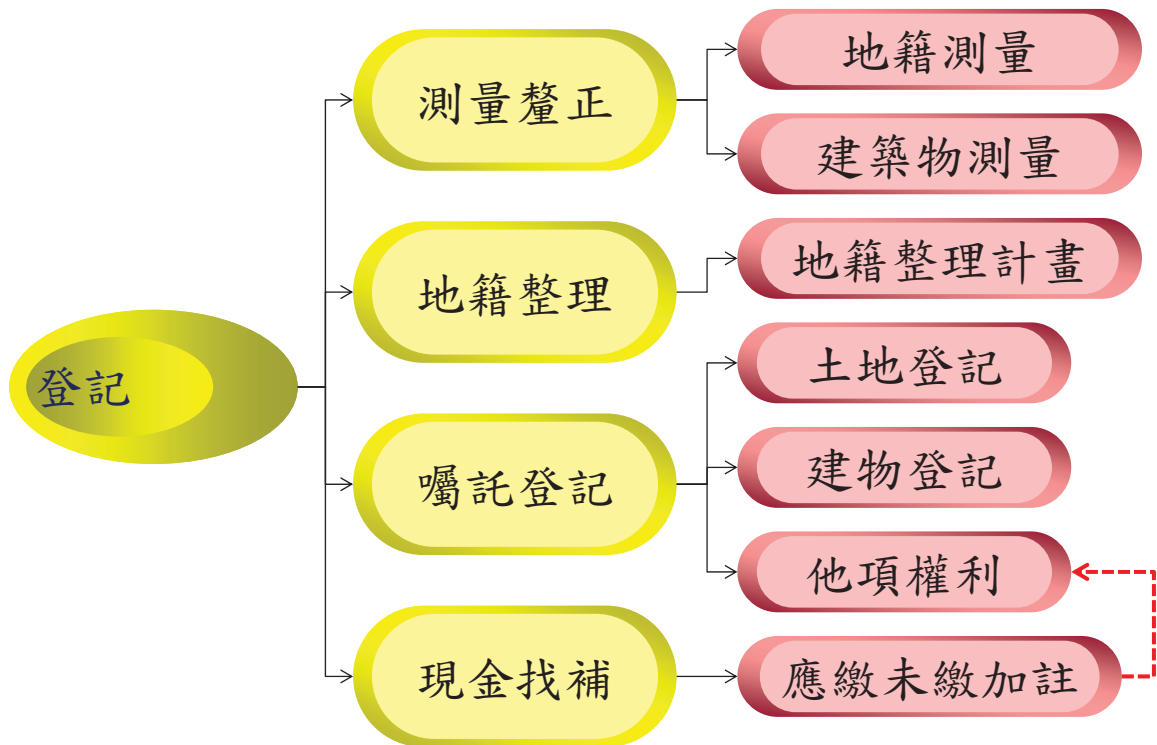 登記
測量釐正
地籍測量
建築物測量
地籍整理
地籍整理計畫
囑託登記
土地登記
建物登記
他項權利
現金找補
應繳未繳加註